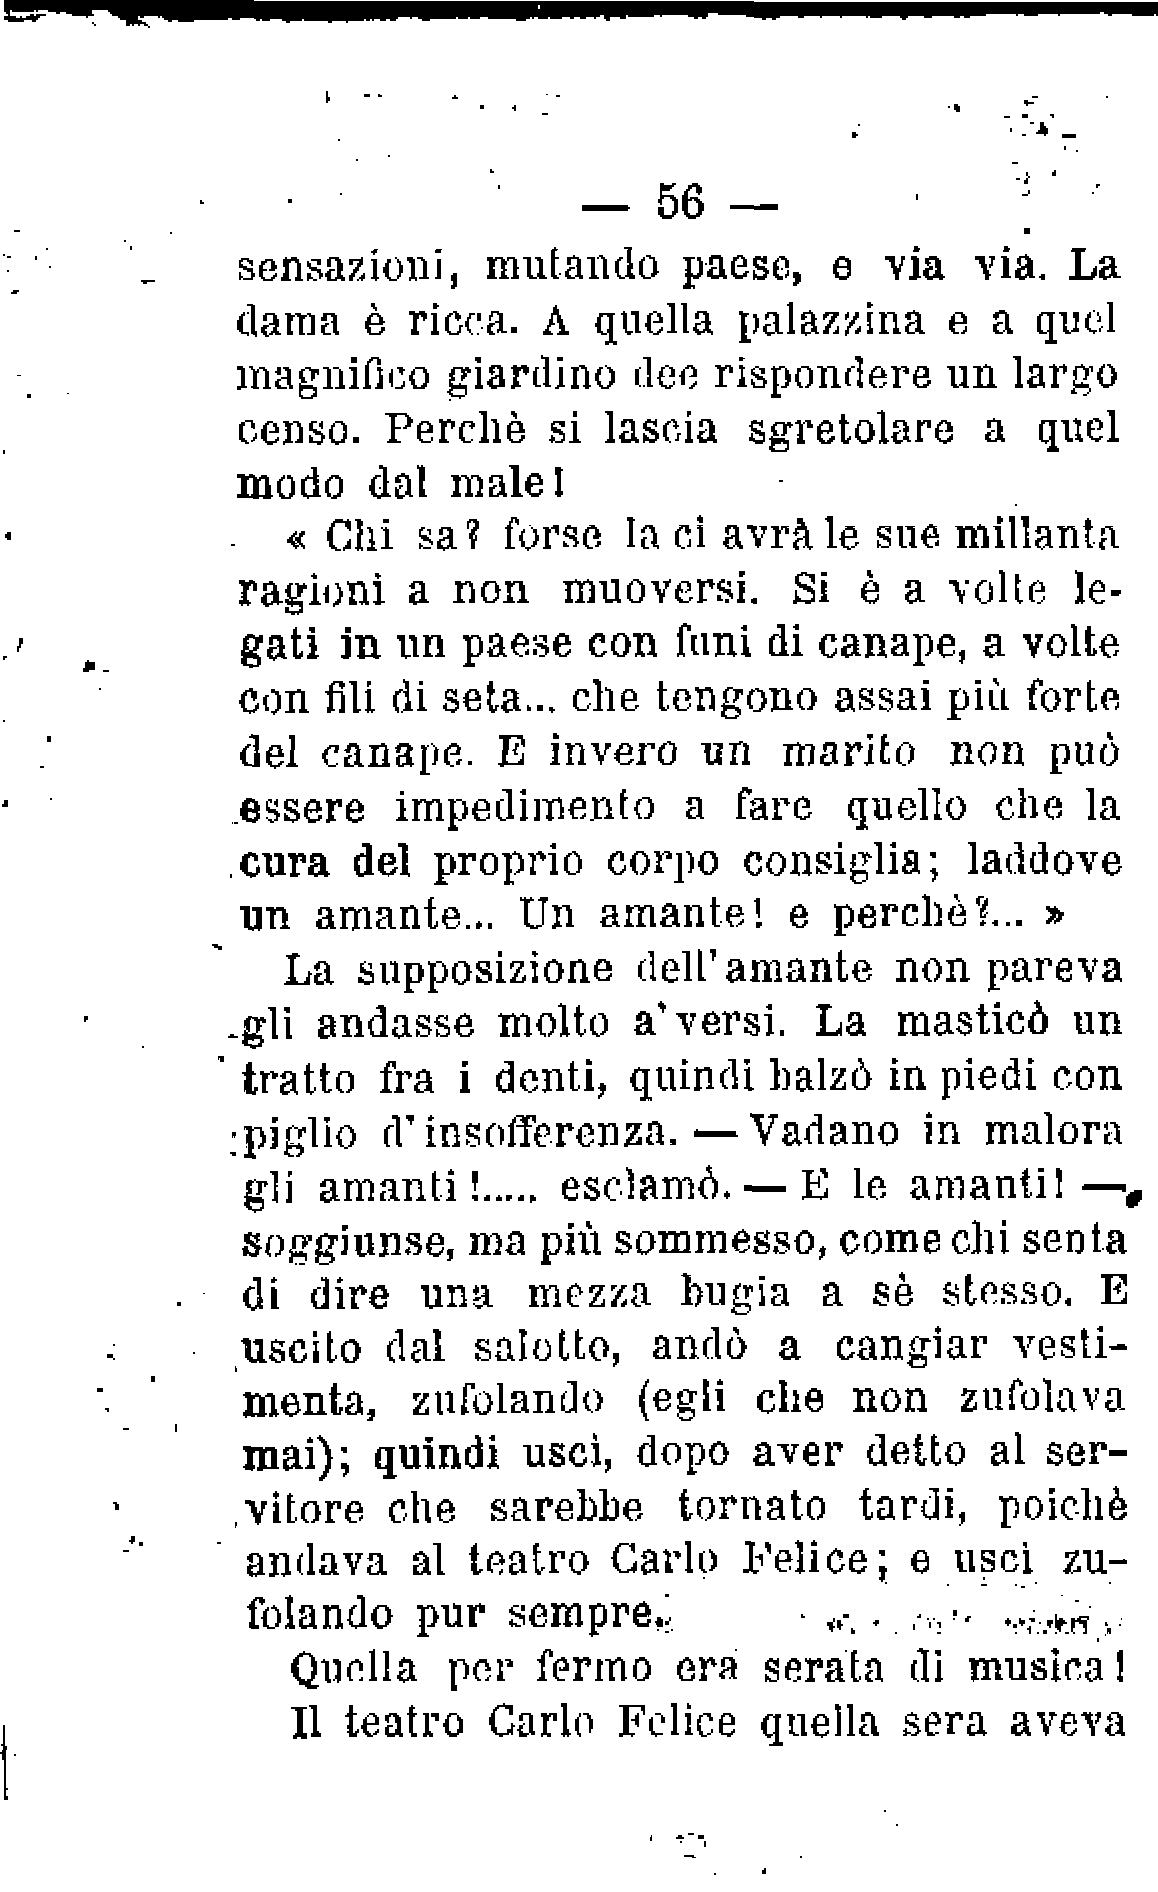 — 56 —
sensazioni, mutando paese, e via via. La
dama è ricca. A quella palazzina e a quel
magnifico giardino dee rispondere un largo
censo. Perchè si lascia sgretolare a quel
modo dal male!
« Chi sa? forse la ci avrà le sue millanta
ragioni a non muoversi. Si è a volte le-
gati in un paese con funi di canape, a volte
con fili di seta... che tengono assai più forte
del canape. E invero un marito non può
essere impedimento a fare quello che la
cura del proprio corpo consiglia; laddove
un amante... Un amante! e perchè?... »
La supposizione dell'amante non pareva
gli andasse molto a' versi. La masticò un
tratto fra i denti, quindi balzò in piedi con
piglio d'insofferenza. — Vadano in malora
gli amanti!..... esclamò. — E le amanti! —
soggiunse, ma più sommesso, come chi senta
di dire una mezza bugia a sè stesso. E
uscito dal salotto, andò a cangiar vesti-
menta, zufolando (egli che non zufolava
mai); quindi uscì, dopo aver detto al ser-
vitore che sarebbe tornato tardi, poichè
andava al teatro Carlo Felice; e uscì zu-
folando pur sempre.
Quella per fermo era serata di musica!
Il teatro Carlo Felice quella sera aveva